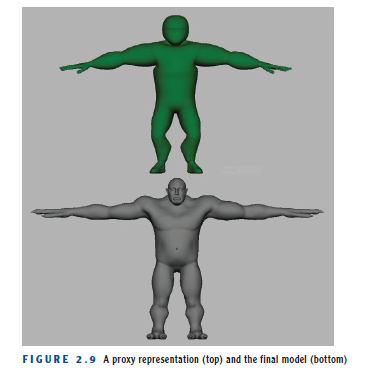 FIGURE 2.9 A proxy representation (top) and the final model (bottom)